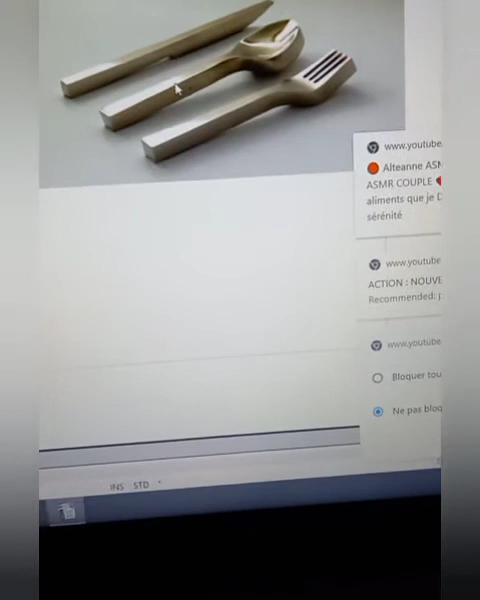 www.youtube
Alteanne ASM
ASMR COUPLE
aliments que je D
sérénité
www.youtube
ACTION : NOUVE
Recommended:
www.youtube
Bloquer tou
Ne pas bloq
INS STD